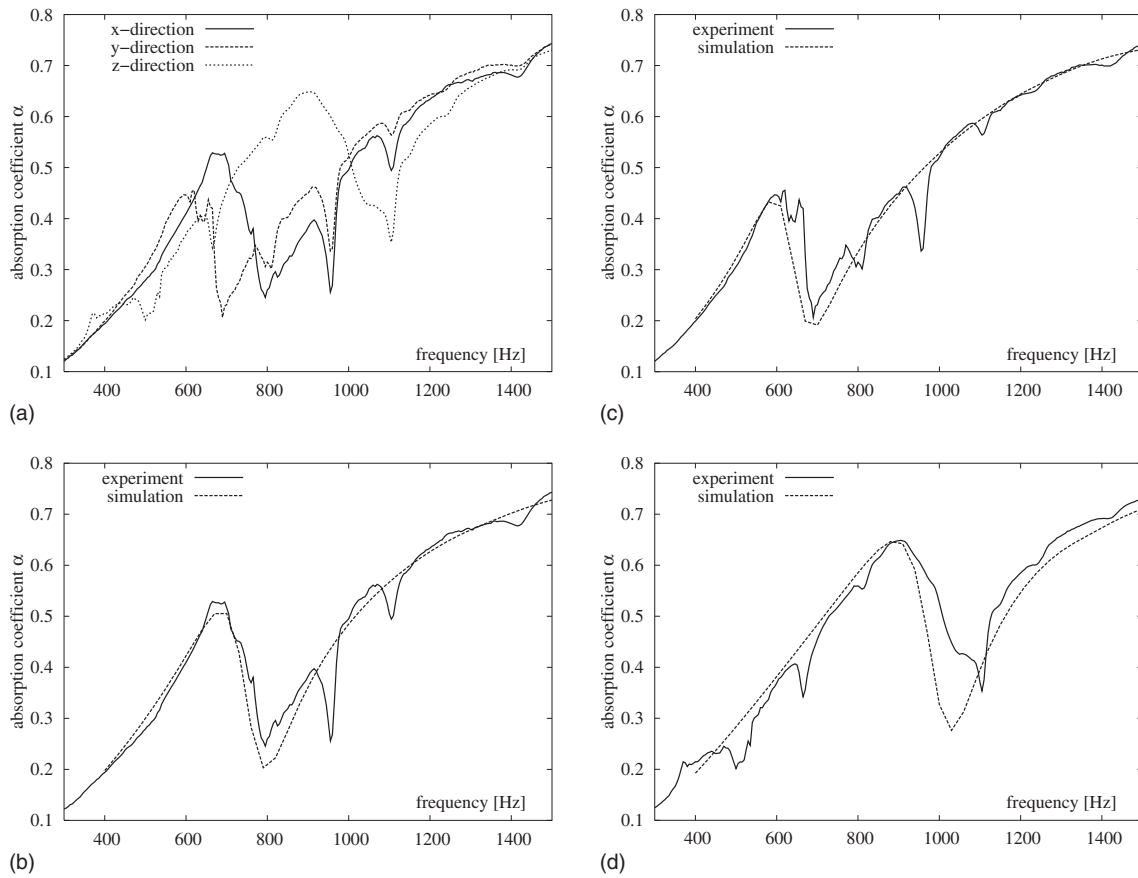 0.8
0.7
0.6
0.5
0.4
0.3
0.2
0.1
absorption coefficient α
x−direction
y−direction
z−direction
frequency [Hz]
400 600 800 1000 1200 1400
(a)
0.8
0.7
0.6
0.5
0.4
0.3
0.2
0.1
absorption coefficient α
experiment
simulation
frequency [Hz]
400 600 800 1000 1200 1400
(c)
0.8
0.7
0.6
0.5
0.4
0.3
0.2
0.1
absorption coefficient α
experiment
simulation
frequency [Hz]
400 600 800 1000 1200 1400
(b)
0.8
0.7
0.6
0.5
0.4
0.3
0.2
0.1
absorption coefficient α
experiment
simulation
frequency [Hz]
400 600 800 1000 1200 1400
(d)